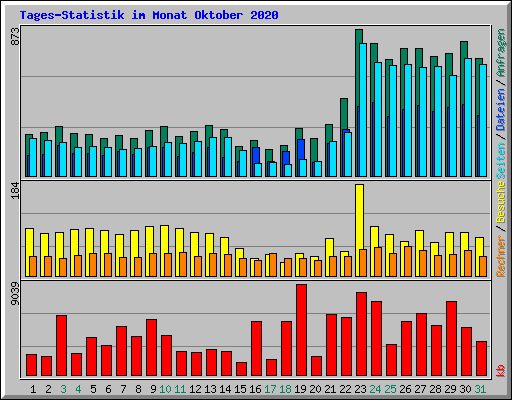 Tages-Statistik im Monat Oktober 2020
873
184
9039
Rechner / Besuche Seiten / Dateien / Anfragen
kb
1 2 3 4 5 6 7 8 9 10 11 12 13 14 15 16 17 18 19 20 21 22 23 24 25 26 27 28 29 30 31